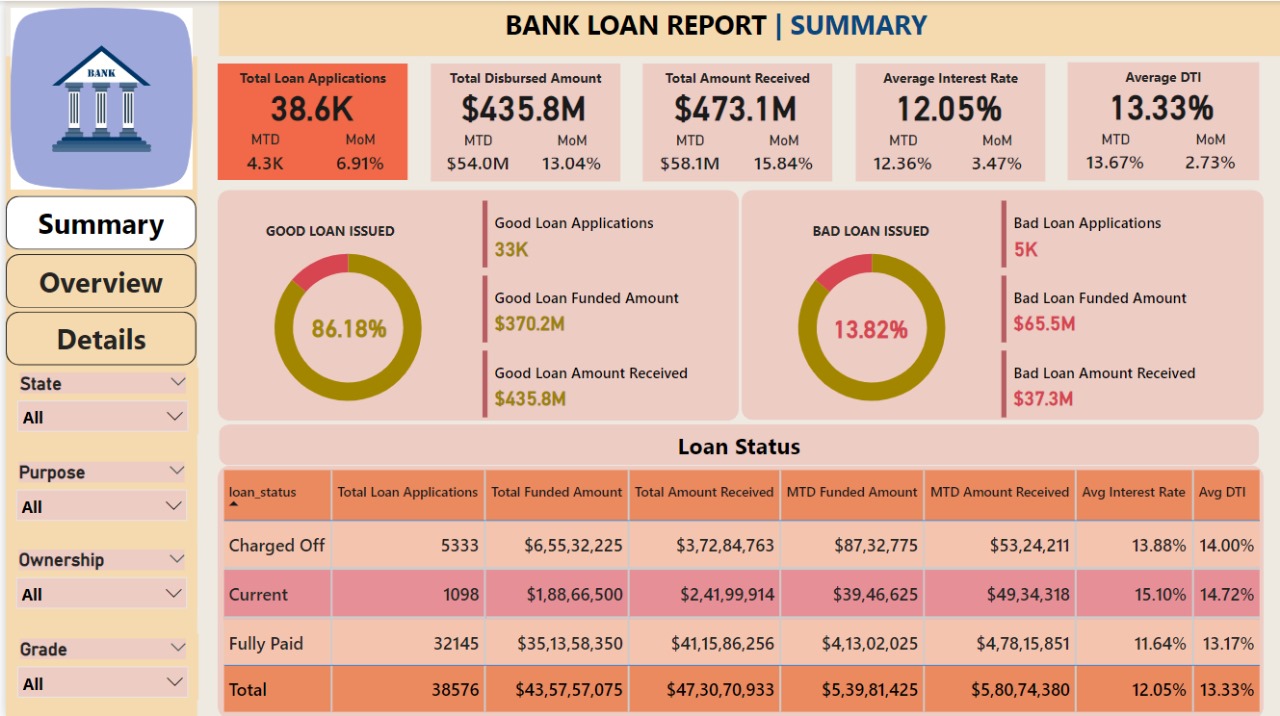 BANK
BANK LOAN REPORT | SUMMARY
Total Loan Applications
38.6K
MTD MoM
4.3K 6.91%
Total Disbursed Amount
$435.8M
MTD MoM
$54.0M 13.04%
Total Amount Received
$473.1M
MTD MoM
$58.1M 15.84%
Average Interest Rate
12.05%
MTD MoM
12.36% 3.47%
Average DTI
13.33%
MTD MoM
13.67% 2.73%
Summary
Overview
Details
State
All
Purpose
All
Ownership
All
Grade
All
GOOD LOAN ISSUED
86.18%
Good Loan Applications
33K
Good Loan Funded Amount
$370.2M
Good Loan Amount Received
$435.8M
BAD LOAN ISSUED
13.82%
Bad Loan Applications
5K
Bad Loan Funded Amount
$65.5M
Bad Loan Amount Received
$37.3M
Loan Status
loan_status Total Loan Applications Total Funded Amount Total Amount Received MTD Funded Amount MTD Amount Received Avg Interest Rate Avg DTI
Charged Off 5333 $6,55,32,225 $3,72,84,763 $87,32,775 $53,24,211 13.88% 14.00%
Current 1098 $1,88,66,500 $2,41,99,914 $39,46,625 $49,34,318 15.10% 14.72%
Fully Paid 32145 $35,13,58,350 $41,15,86,256 $4,13,02,025 $4,78,15,851 11.64% 13.17%
Total 38576 $43,57,57,075 $47,30,70,933 $5,39,81,425 $5,80,74,380 12.05% 13.33%